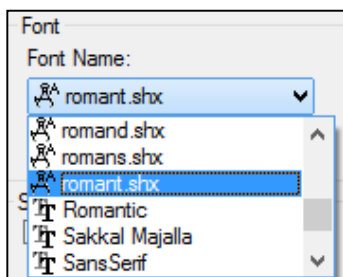 Font
Font Name:
romant.shx
romand.shx
romans.shx
romant.shx
S
Romantic
Sakkal Majalla
SansSerif